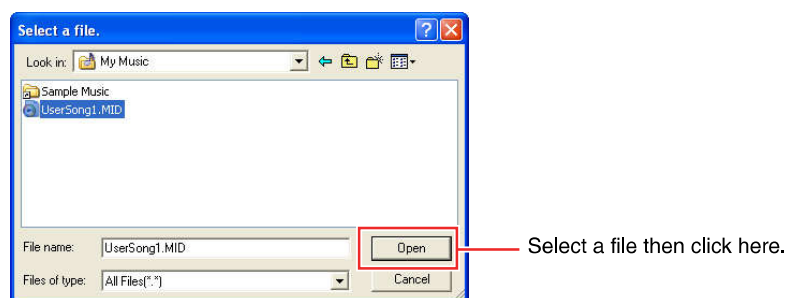 Select a file.
Look in: My Music
Sample Music
UserSong1.MID
File name: UserSong1.MID Open
Select a file then click here.
Files of type: All Files(*.*) Cancel